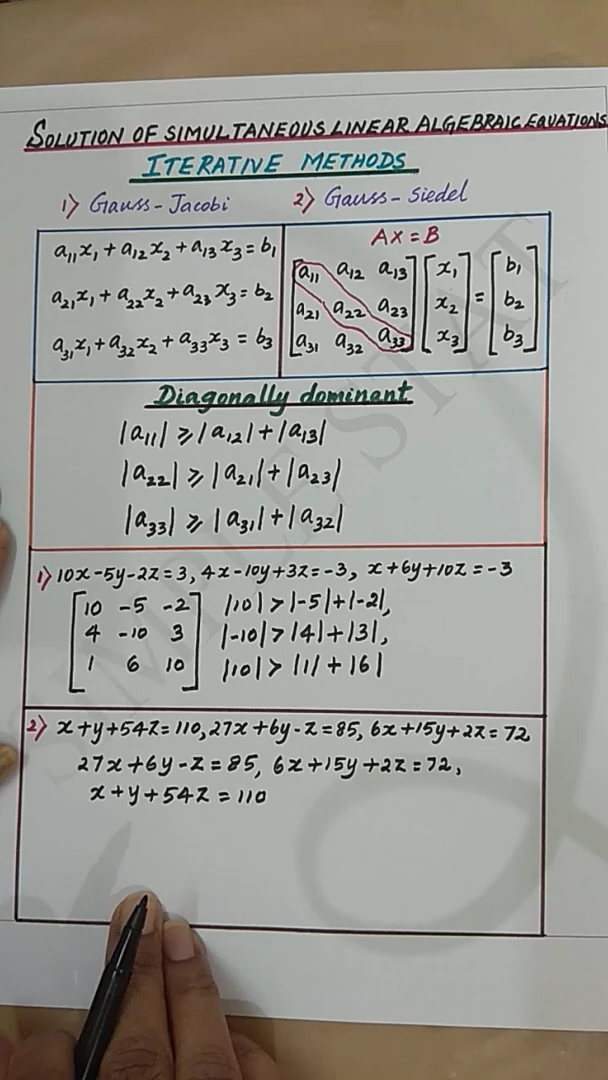 SOLUTION OF SIMULTANEOUS LINEAR ALGEBRAIC EQUATIONS
ITERATIVE METHODS
1) Gauss-Jacobi 2) Gauss-Siedel
a₁₁x₁ + a₁₂x₂ + a₁₃x₃ = b₁
a₂₁x₁ + a₂₂x₂ + a₂₃x₃ = b₂
a₃₁x₁ + a₃₂x₂ + a₃₃x₃ = b₃
AX = B
[a₁₁ a₁₂ a₁₃] [x₁] [b₁]
[a₂₁ a₂₂ a₂₃] [x₂] = [b₂]
[a₃₁ a₃₂ a₃₃] [x₃] [b₃]
Diagonally dominant
|a₁₁| ⩾ |a₁₂| + |a₁₃|
|a₂₂| ⩾ |a₂₁| + |a₂₃|
|a₃₃| ⩾ |a₃₁| + |a₃₂|
1) 10x - 5y - 2z = 3, 4x - 10y + 3z = -3, x + 6y + 10z = -3
[10 -5 -2] |10| > |-5| + |-2|,
[4 -10 3] |-10| > |4| + |3|,
[1 6 10] |10| > |1| + |6|
2) x + y + 54z = 110, 27x + 6y - z = 85, 6x + 15y + 2z = 72
27x + 6y - z = 85, 6x + 15y + 2z = 72,
x + y + 54z = 110
SIMPLE STAT